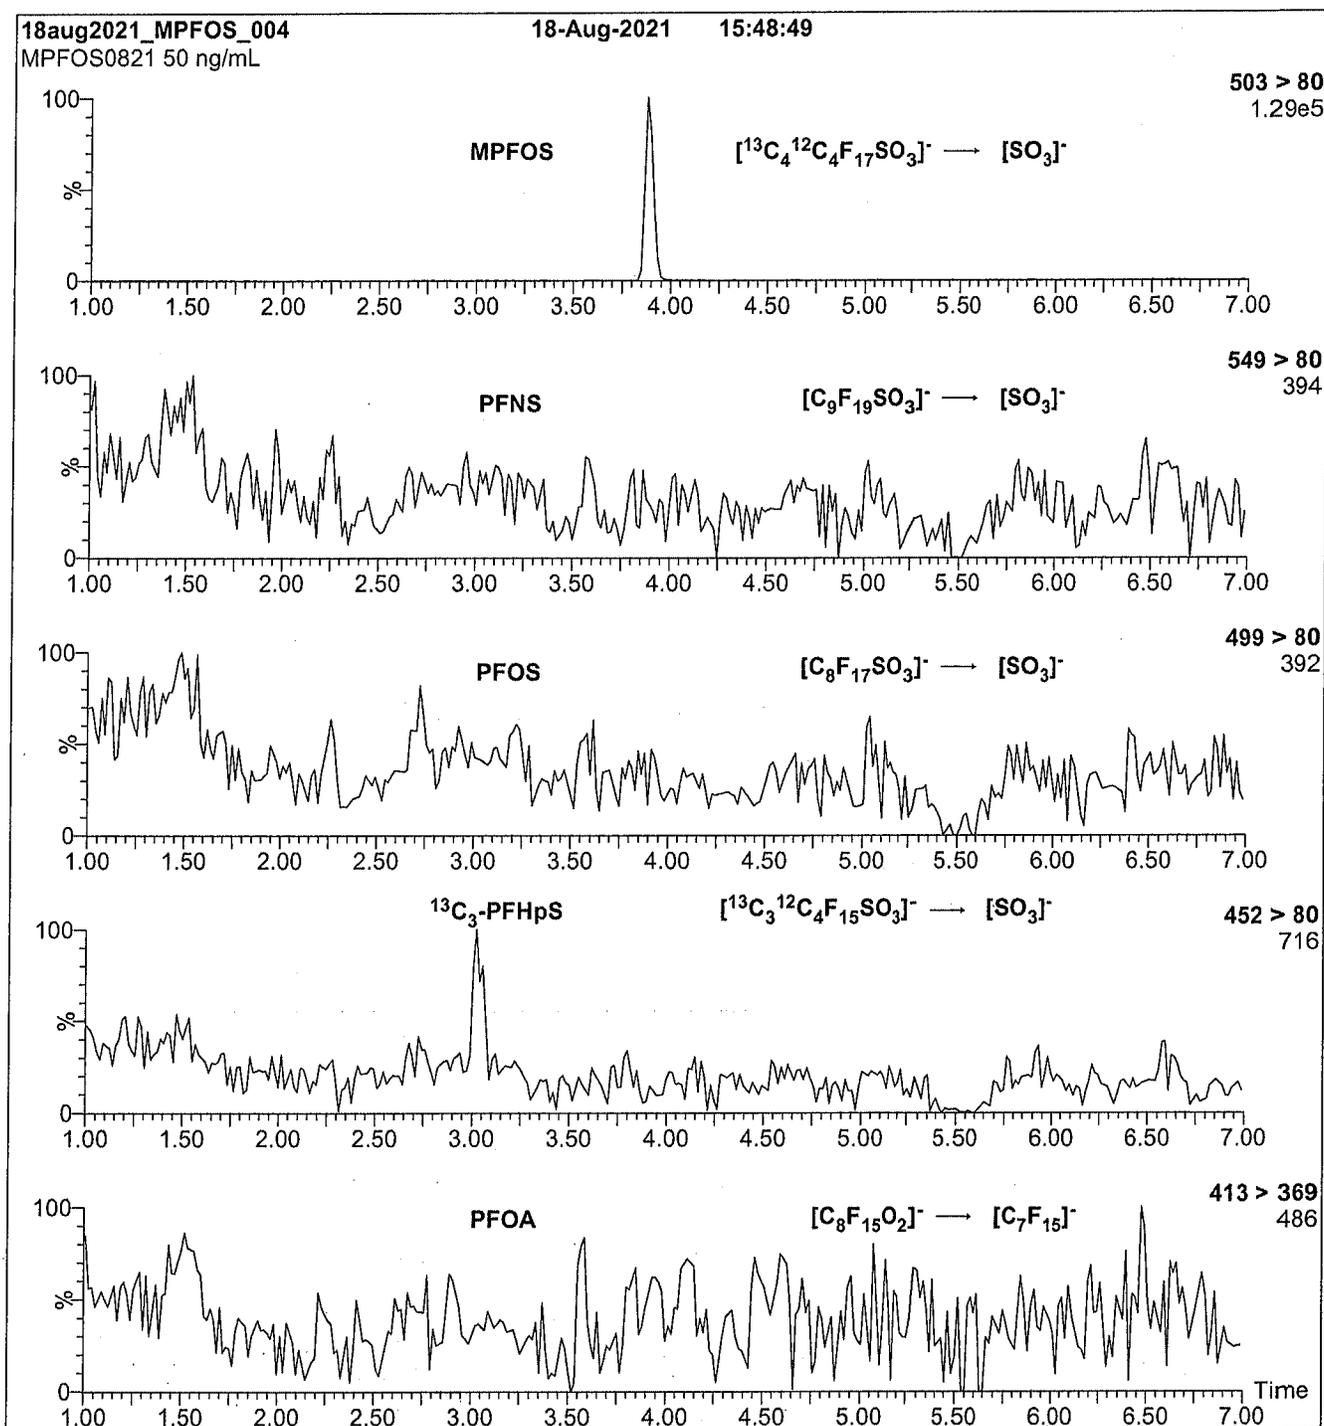 18aug2021_MPFOS_004 18-Aug-2021 15:48:49
MPFOS0821 50 ng/mL
503 > 80
1.29e5
100
MPFOS [¹³C₄¹²C₄F₁₇SO₃]⁻ → [SO₃]⁻
%
0
1.00 1.50 2.00 2.50 3.00 3.50 4.00 4.50 5.00 5.50 6.00 6.50 7.00
549 > 80
394
100
PFNS [C₉F₁₉SO₃]⁻ → [SO₃]⁻
%
0
1.00 1.50 2.00 2.50 3.00 3.50 4.00 4.50 5.00 5.50 6.00 6.50 7.00
499 > 80
392
100
PFOS [C₈F₁₇SO₃]⁻ → [SO₃]⁻
%
0
1.00 1.50 2.00 2.50 3.00 3.50 4.00 4.50 5.00 5.50 6.00 6.50 7.00
¹³C₃-PFHpS [¹³C₃¹²C₄F₁₅SO₃]⁻ → [SO₃]⁻ 452 > 80
716
100
%
0
1.00 1.50 2.00 2.50 3.00 3.50 4.00 4.50 5.00 5.50 6.00 6.50 7.00
413 > 369
486
100
PFOA [C₈F₁₅O₂]⁻ → [C₇F₁₅]⁻
%
0 Time
1.00 1.50 2.00 2.50 3.00 3.50 4.00 4.50 5.00 5.50 6.00 6.50 7.00